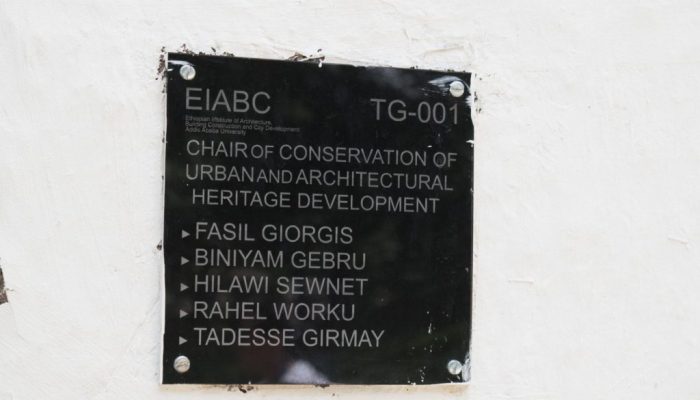 EIABC
TG-001
Ethiopian Institute of Architecture,
Building Construction and City Development
Addis Ababa University
CHAIR OF CONSERVATION OF
URBAN AND ARCHITECTURAL
HERITAGE DEVELOPMENT
▸ FASIL GIORGIS
▸ BINIYAM GEBRU
▸ HILAWI SEWNET
▸ RAHEL WORKU
▸ TADESSE GIRMAY